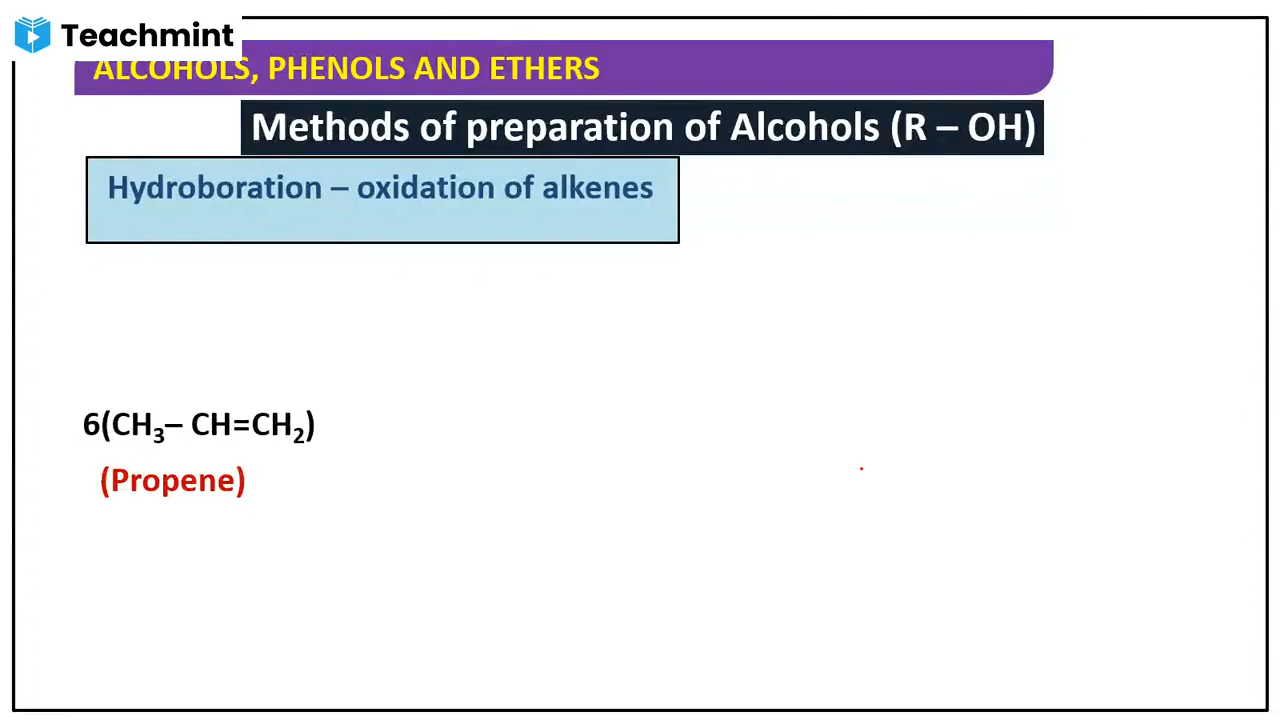 Teachmint
ALCOHOLS, PHENOLS AND ETHERS
Methods of preparation of Alcohols (R – OH)
Hydroboration – oxidation of alkenes
6(CH₃– CH=CH₂)
(Propene)